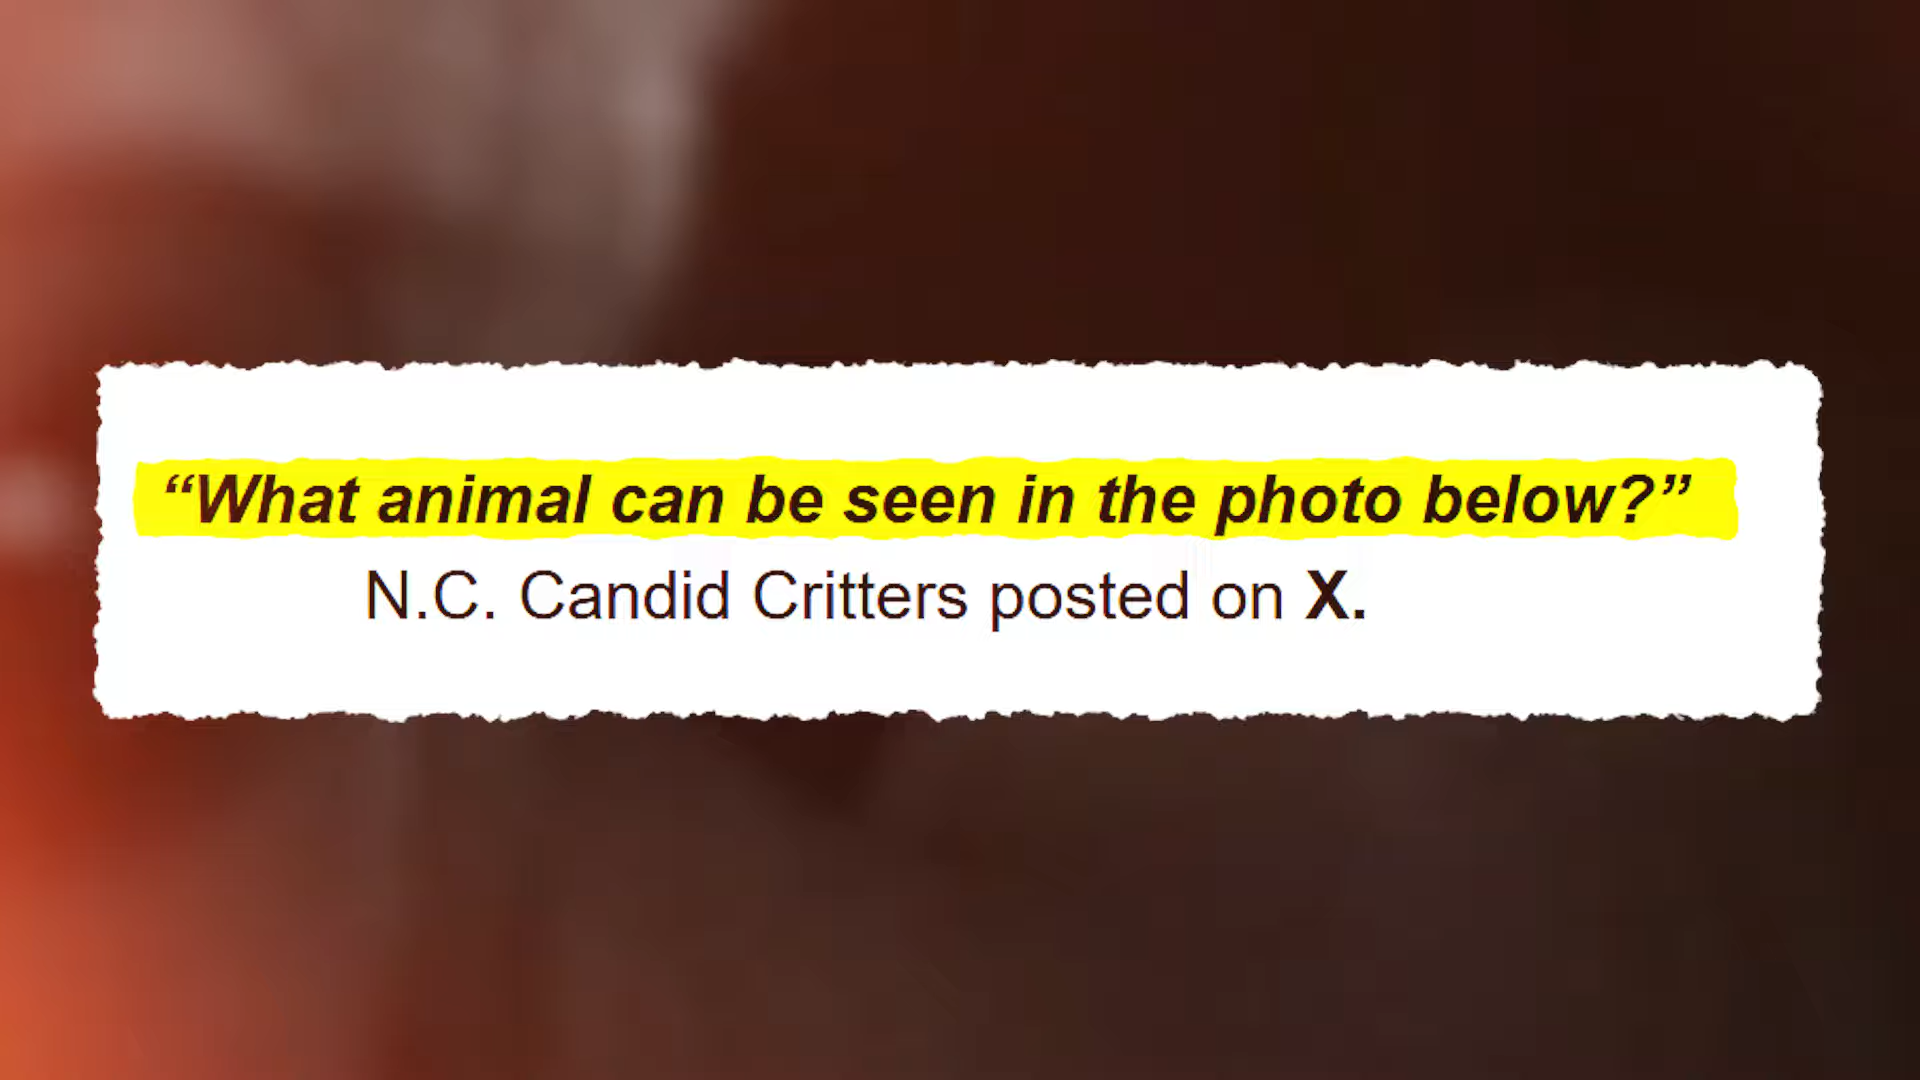 “What animal can be seen in the photo below?”
N.C. Candid Critters posted on X.